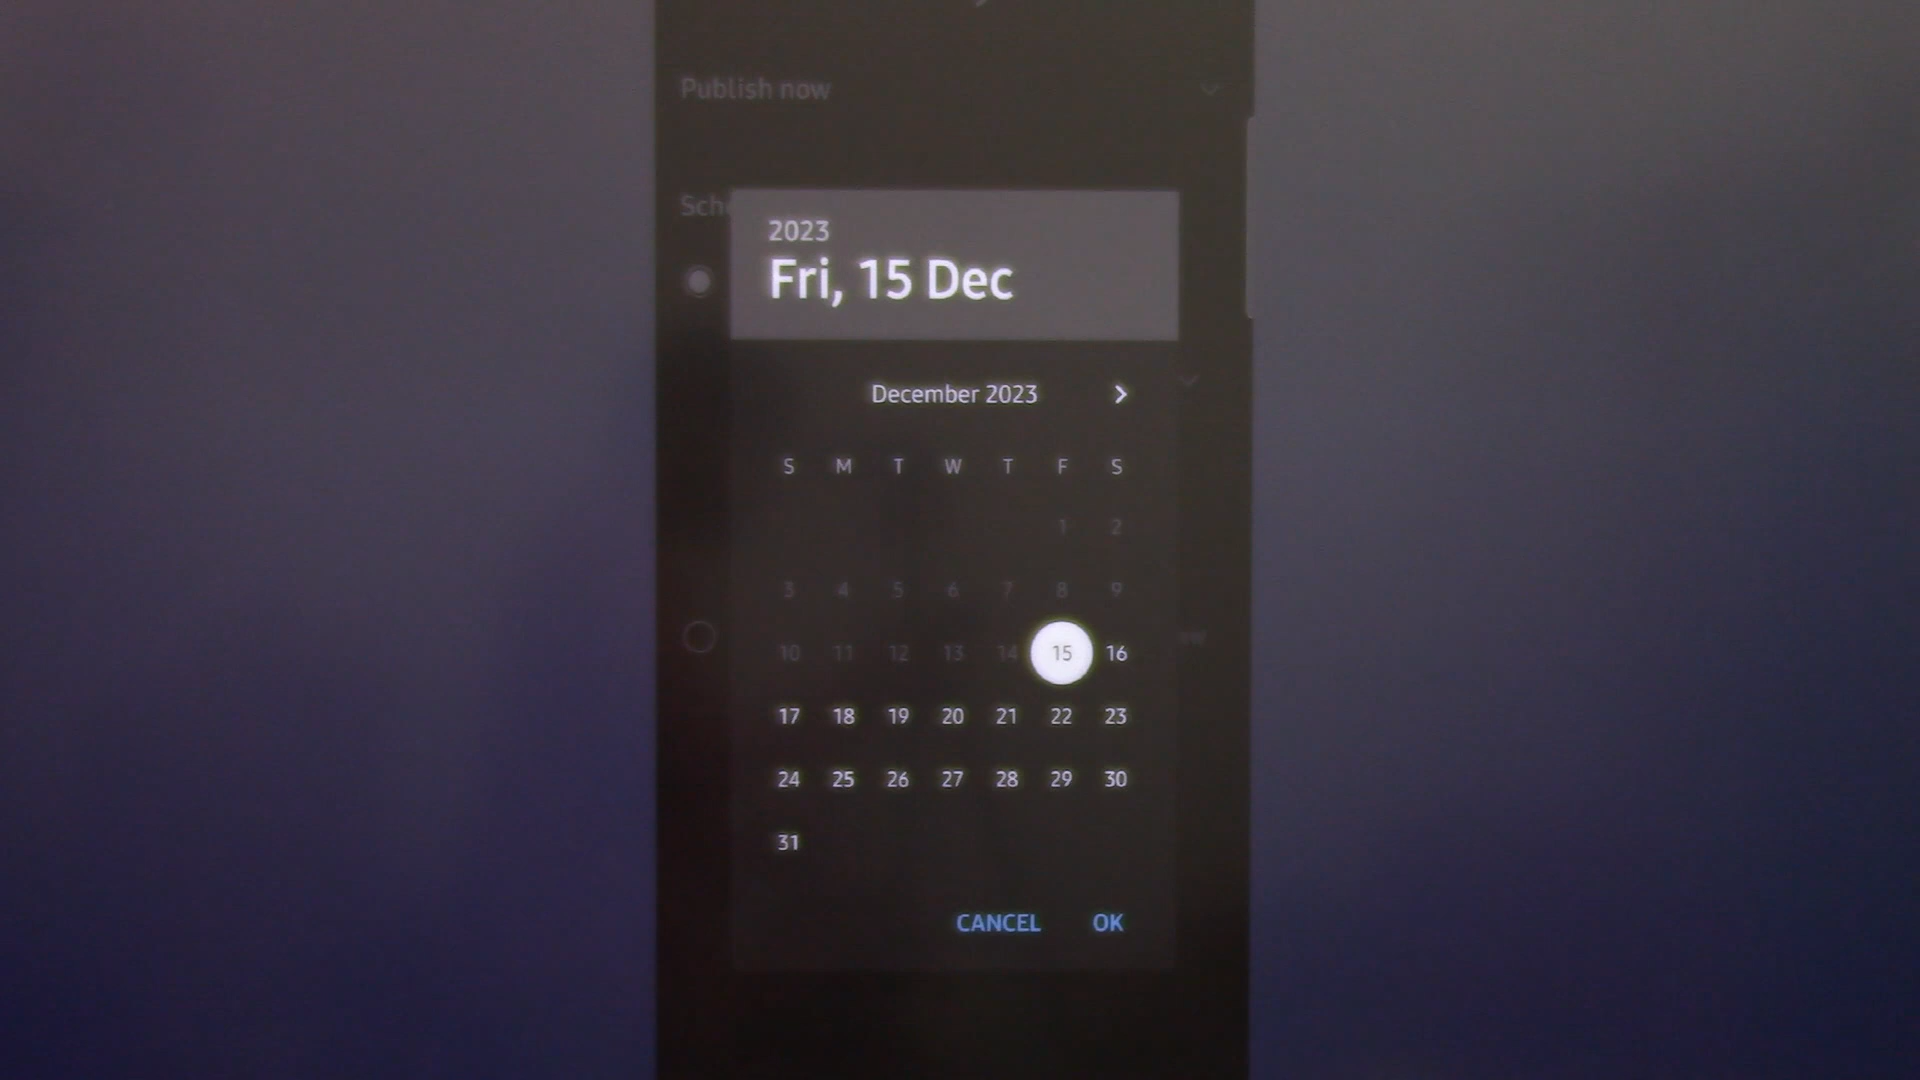 Publish now
2023
Fri, 15 Dec
December 2023
S M T W T F S
1 2
3 4 5 6 7 8 9
10 11 12 13 14 15 16
17 18 19 20 21 22 23
24 25 26 27 28 29 30
31
CANCEL OK